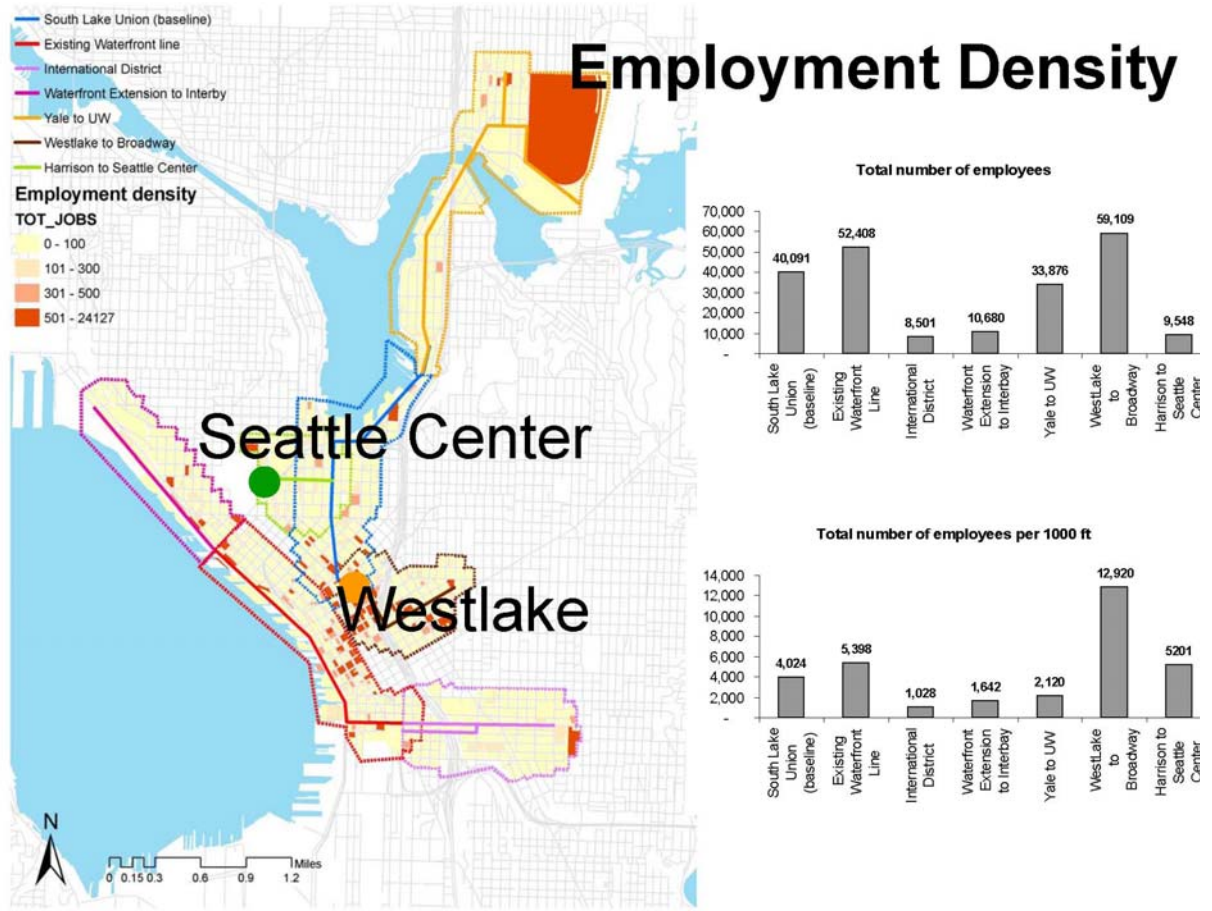 South Lake Union (baseline)
Existing Waterfront line
International District
Waterfront Extension to Interby
Yale to UW
Westlake to Broadway
Harrison to Seattle Center
Employment density
TOT_JOBS
0 - 100
101 - 300
301 - 500
501 - 24127
Seattle Center
Westlake
N
0 0.15 0.3 0.6 0.9 1.2
Miles
Employment Density
Total number of employees
70,000
60,000
50,000
40,000
30,000
20,000
10,000
-
40,091
52,408
8,501
10,680
33,876
59,109
9,548
South Lake
Union
(baseline)
Existing
Waterfront
Line
International
District
Waterfront
Extension
to Interbay
Yale to UW
WestLake
to
Broadway
Harrison to
Seattle
Center
Total number of employees per 1000 ft
14,000
12,000
10,000
8,000
6,000
4,000
2,000
-
4,024
5,398
1,028
1,642
2,120
12,920
5201
South Lake
Union
(baseline)
Existing
Waterfront
Line
International
District
Waterfront
Extension
to Interbay
Yale to UW
WestLake
to
Broadway
Harrison to
Seattle
Center